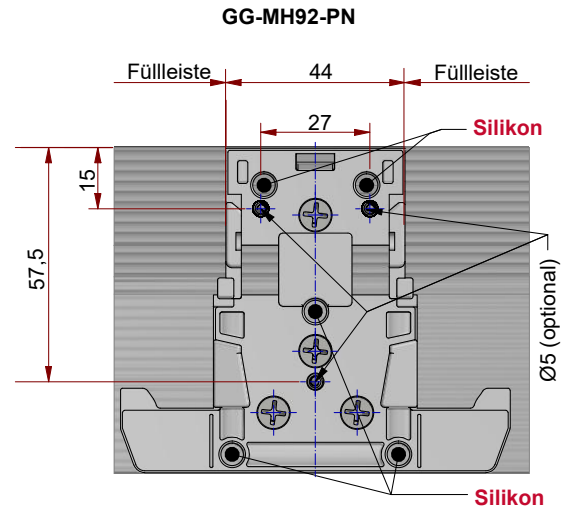 GG-MH92-PN
Füllleiste
44
Füllleiste
27
Silikon
15
57,5
Ø5 (optional)
Silikon